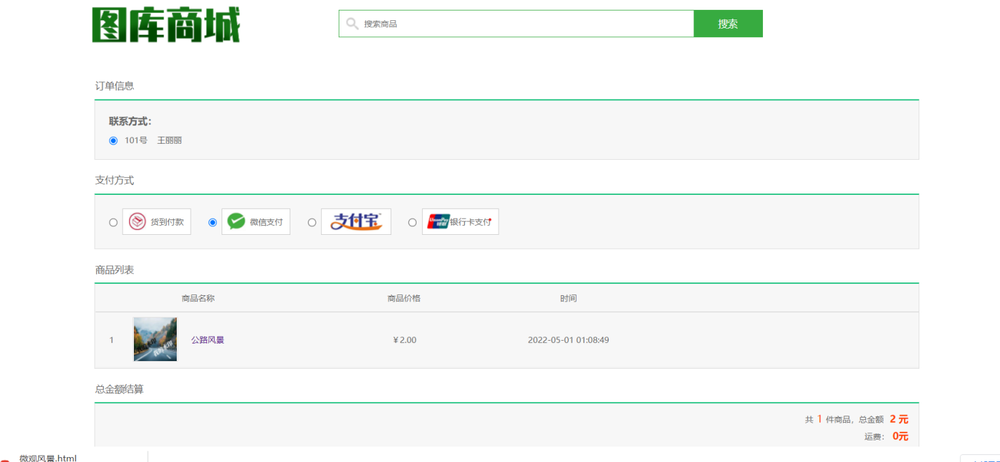 图库商城
搜索商品 搜索
订单信息
联系方式：
101号 王丽丽
支付方式
货到付款 微信支付 支付宝 UnionPay 银联 银行卡支付
商品列表
商品名称 商品价格 时间
1 公路风景 ¥2.00 2022-05-01 01:08:49
总金额结算
共 1 件商品，总金额 2 元
运费： 0元
微观风景.html